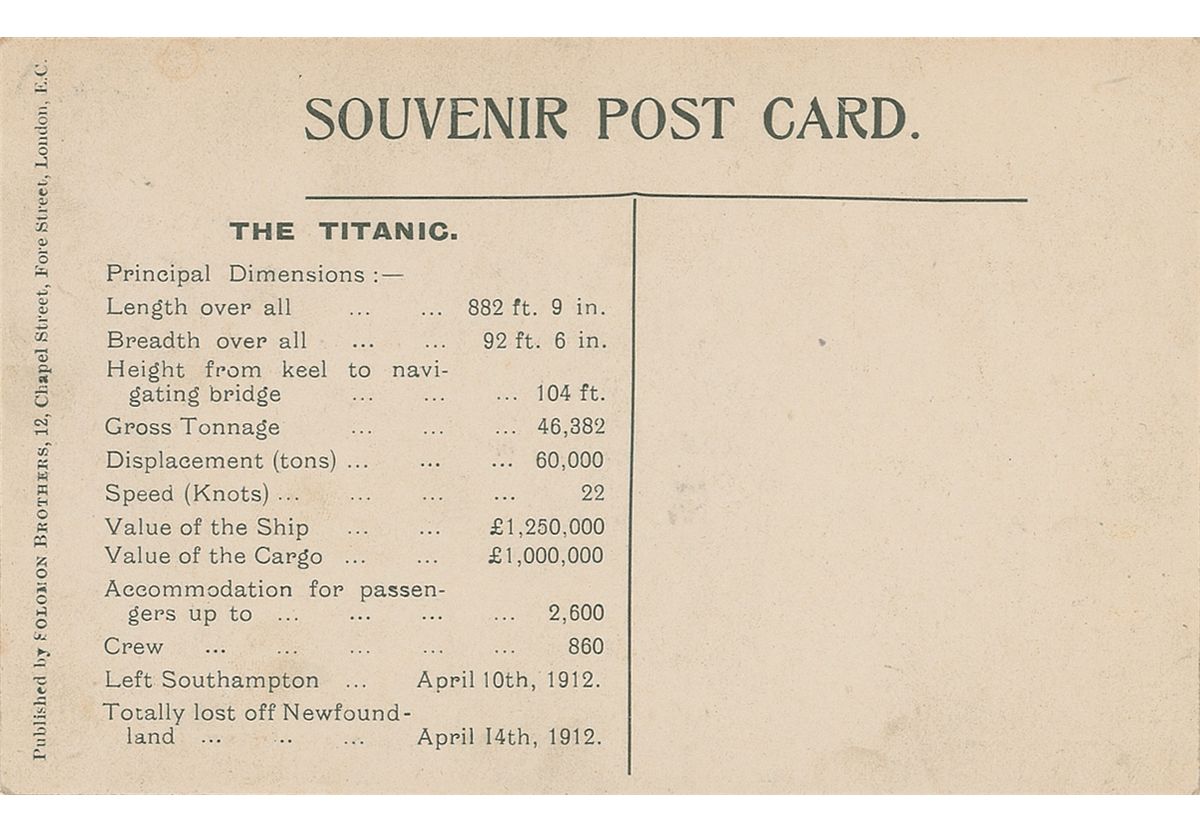 SOUVENIR POST CARD.
THE TITANIC.
Principal Dimensions :—
Length over all ... ... 882 ft. 9 in.
Breadth over all ... ... 92 ft. 6 in.
Height from keel to navi-
gating bridge ... ... ... 104 ft.
Gross Tonnage ... ... ... 46,382
Displacement (tons) ... ... ... 60,000
Speed (Knots) ... ... ... ... 22
Value of the Ship ... ... £1,250,000
Value of the Cargo ... ... £1,000,000
Accommodation for passen-
gers up to ... ... ... ... 2,600
Crew ... ... ... ... ... 860
Left Southampton ... April 10th, 1912.
Totally lost off Newfound-
land ... .. ... April 14th, 1912.
Published by SOLOMON BROTHERS, 12, Chapel Street, Fore Street, London, E.C.